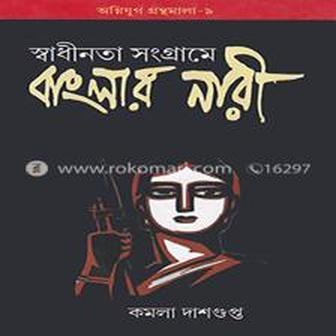 অগ্নিযুগ গ্রন্থমালা-৯
স্বাধীনতা সংগ্রামে
বাংলার নারী
www.rokomari.com 16297
কমলা দাশগুপ্ত